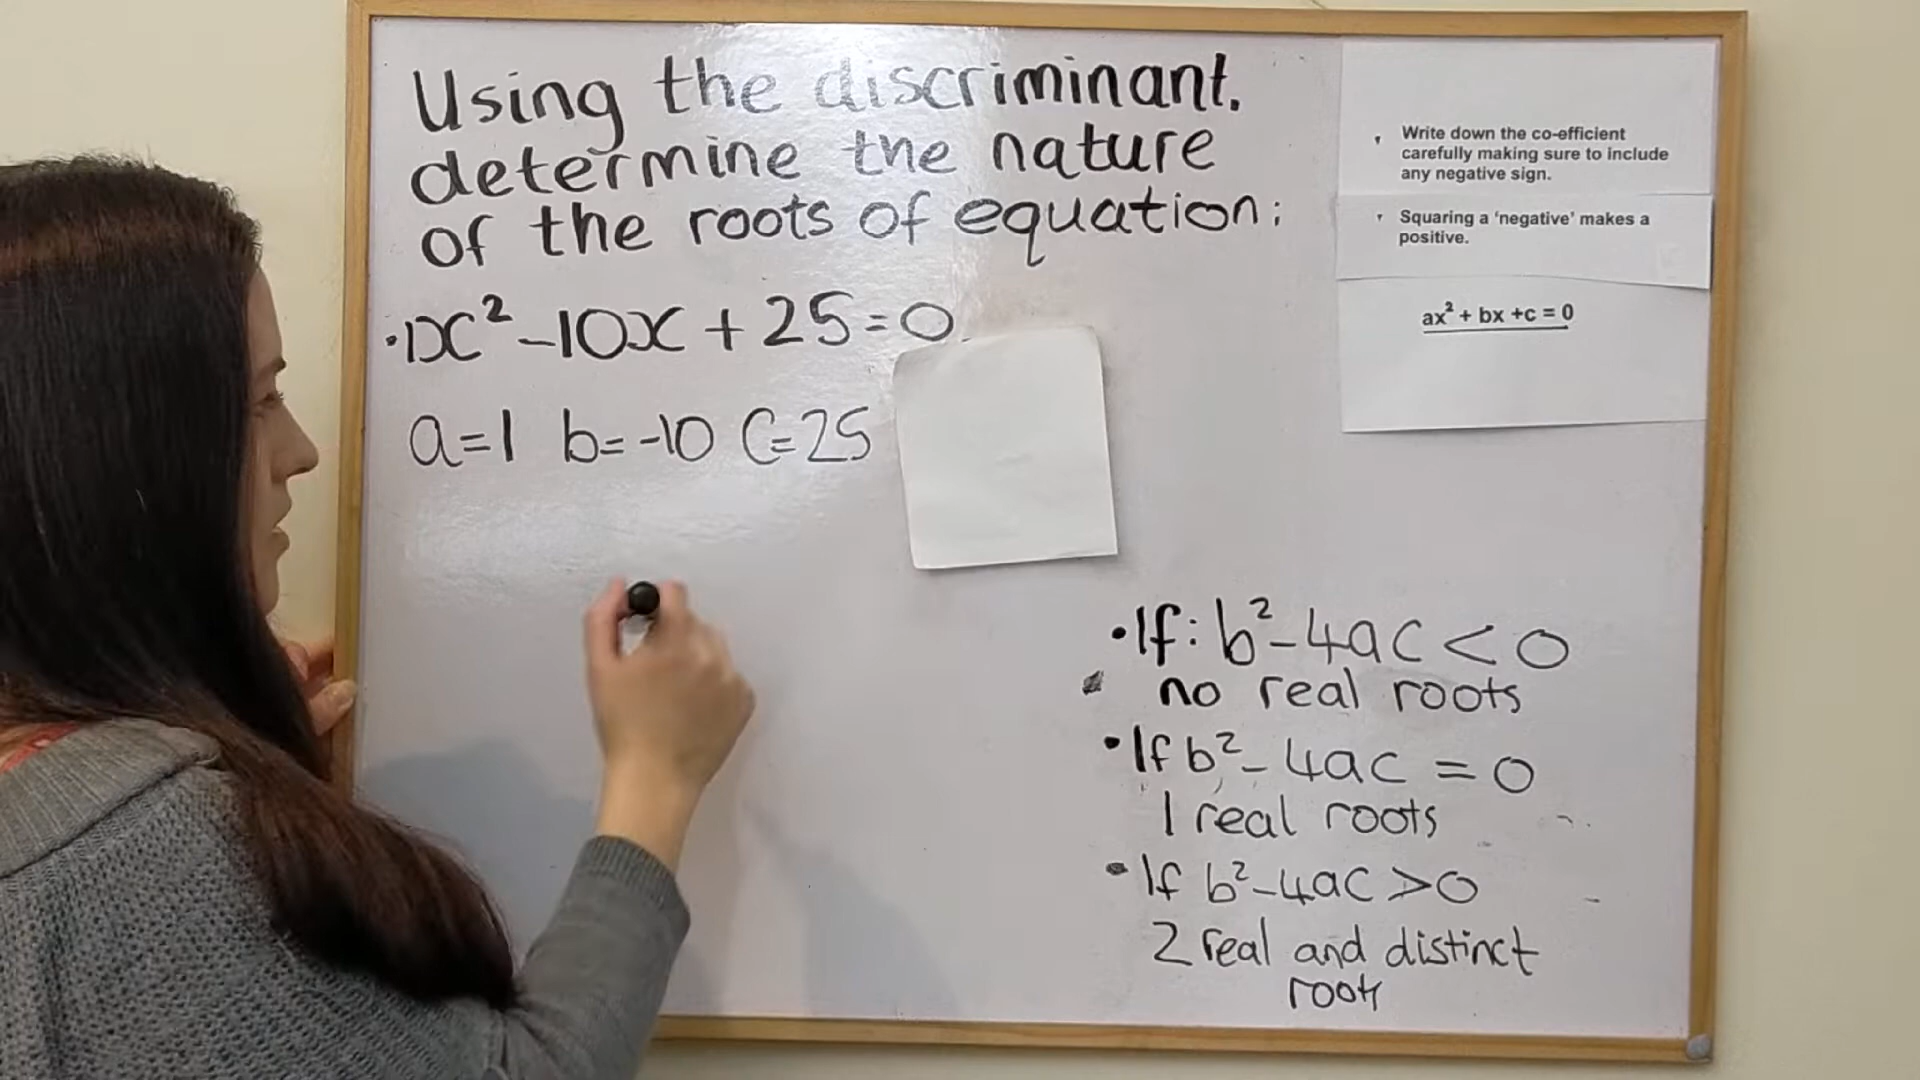 Using the discriminant.
determine the nature
of the roots of equation:
·1x² -10x + 25 = 0
a=1 b= -10 C=25
Write down the co-efficient
carefully making sure to include
any negative sign.
Squaring a 'negative' makes a
positive.
ax² + bx +c = 0
• If: b² - 4ac < 0
no real roots
• If b² - 4ac = 0
1 real roots
• If b² - 4ac > 0
2 real and distinct
roots